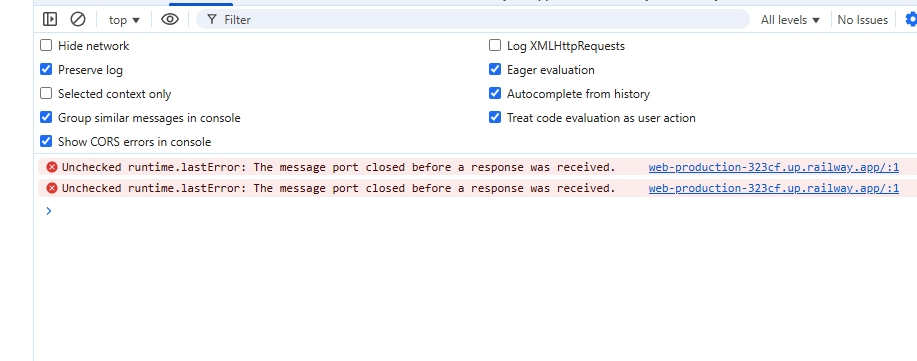 top ▼ Filter All levels ▼ No Issues
Hide network Log XMLHttpRequests
Preserve log Eager evaluation
Selected context only Autocomplete from history
Group similar messages in console Treat code evaluation as user action
Show CORS errors in console
Unchecked runtime.lastError: The message port closed before a response was received. web-production-323cf.up.railway.app/:1
Unchecked runtime.lastError: The message port closed before a response was received. web-production-323cf.up.railway.app/:1